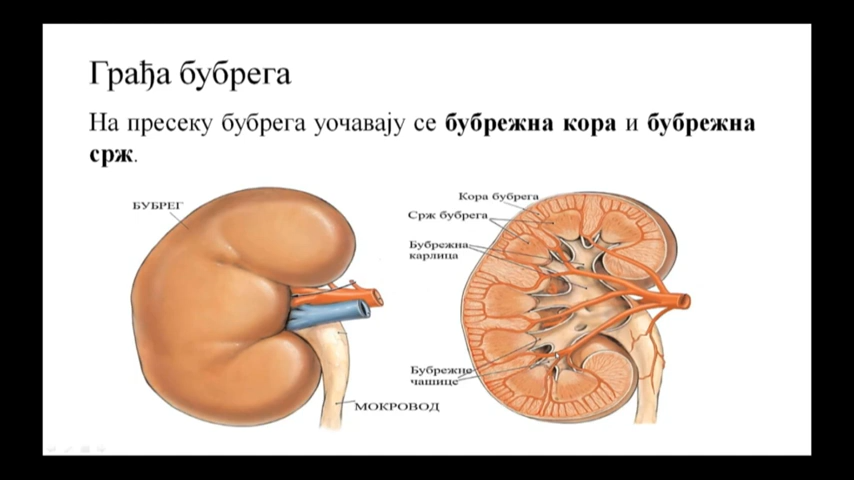 Грађа бубрега
На пресеку бубрега уочавају се бубрежна кора и бубрежна
срж.
БУБРЕГ
Кора бубрега
Срж бубрега
Бубрежна
карлица
Бубрежне
чашице
МОКРОВОД